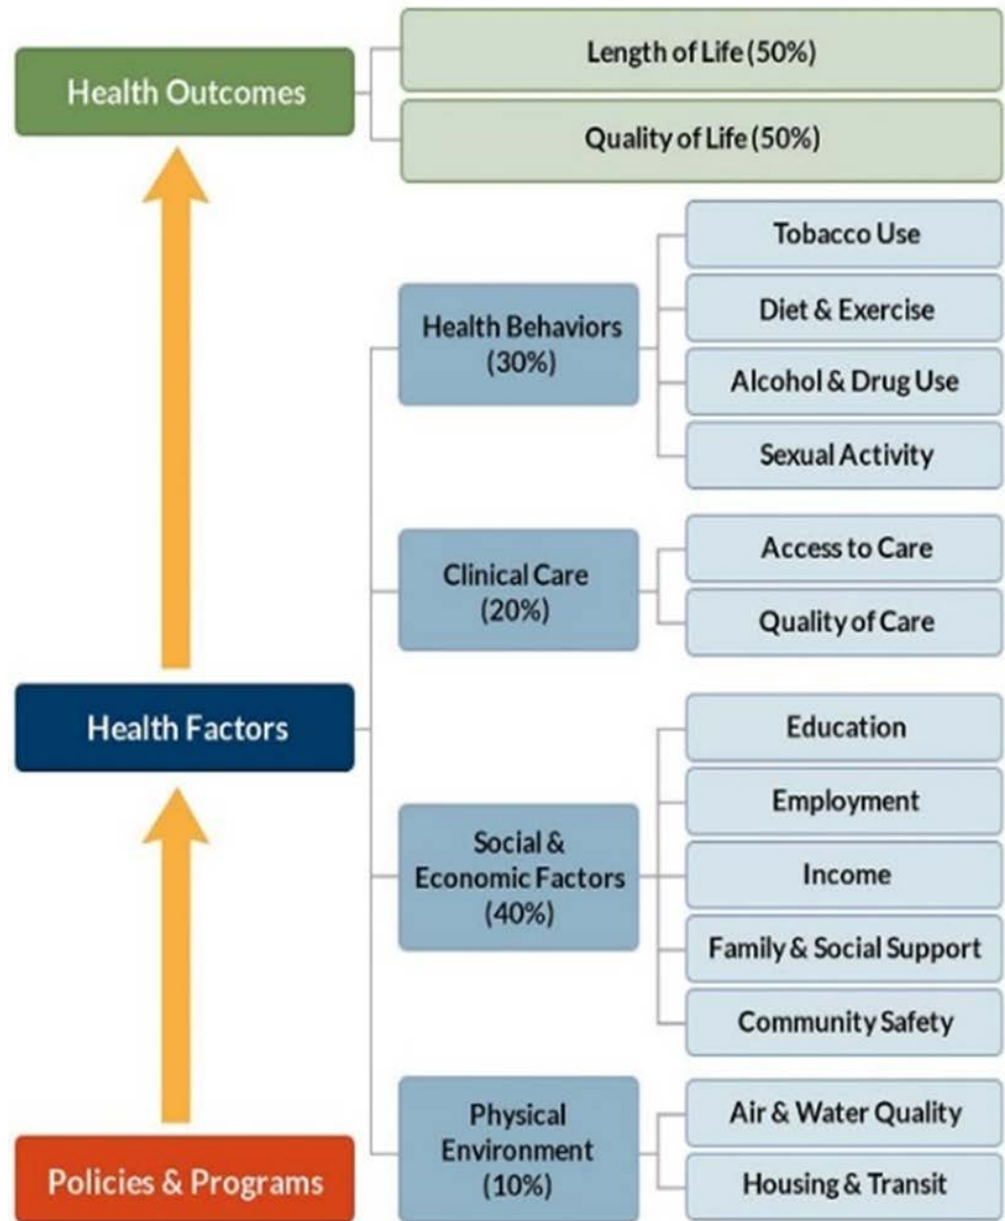 Health Outcomes
Length of Life (50%)
Quality of Life (50%)
Health Behaviors
(30%)
Tobacco Use
Diet & Exercise
Alcohol & Drug Use
Sexual Activity
Clinical Care
(20%)
Access to Care
Quality of Care
Health Factors
Social &
Economic Factors
(40%)
Education
Employment
Income
Family & Social Support
Community Safety
Physical
Environment
(10%)
Air & Water Quality
Housing & Transit
Policies & Programs